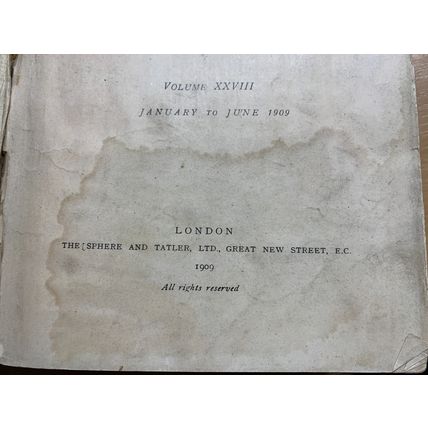 VOLUME XXVIII
JANUARY TO JUNE 1909
LONDON
THE SPHERE AND TATLER, LTD., GREAT NEW STREET, E.C.
1909
All rights reserved